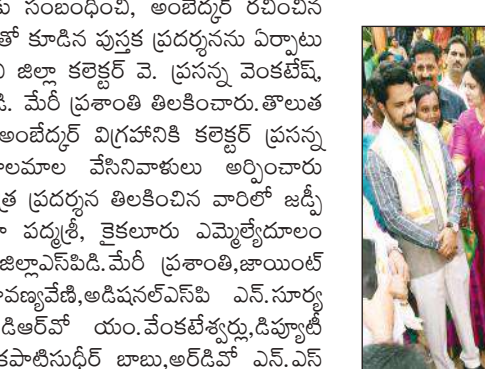 సంబంధించి, అంబేద్కర్ రచించిన
తో కూడిన పుస్తక ప్రదర్శనను ఏర్పాటు
జిల్లా కలెక్టర్ వె. ప్రసన్న వెంకటేష్,
డి. మేరీ ప్రశాంతి తిలకించారు.తొలుత
అంబేద్కర్ విగ్రహానికి కలెక్టర్ ప్రసన్న
లమాల వేసినివాళులు అర్పించారు
త్ర ప్రదర్శన తిలకించిన వారిలో జడ్పీ
పద్మశ్రీ, కైకలూరు ఎమ్మెల్యేదూలం
జిల్లాఎస్‌పిడి.మేరీ ప్రశాంతి,జాయింట్
వణ్యవేణి,అడిషనల్‌ఎస్‌పి ఎన్.సూర్య
డిఆర్‌వో యం.వేంకటేశ్వర్లు,డిప్యూటీ
కపాటిసుధీర్ బాబు,అర్‌డివో ఎన్.ఎస్